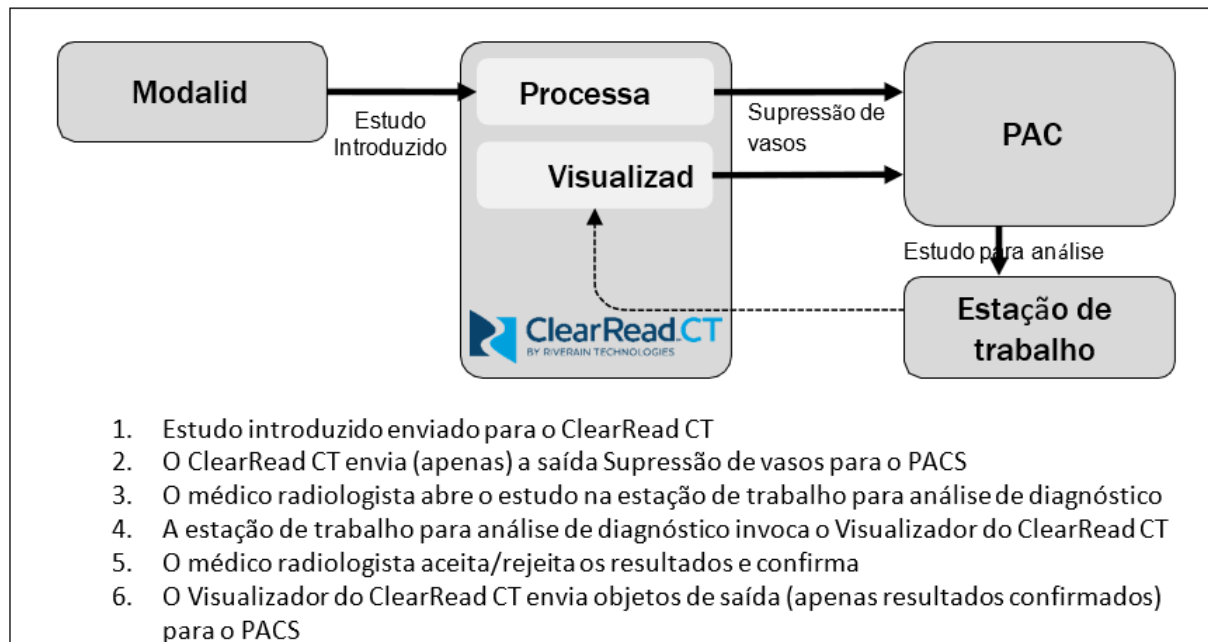 Modalid
Estudo
Introduzido
Processa
Visualizad
Supressão de
vasos
PAC
Estudo para análise
Estação de
trabalho
ClearRead CT
BY RIVERAIN TECHNOLOGIES
1. Estudo introduzido enviado para o ClearRead CT
2. O ClearRead CT envia (apenas) a saída Supressão de vasos para o PACS
3. O médico radiologista abre o estudo na estação de trabalho para análise de diagnóstico
4. A estação de trabalho para análise de diagnóstico invoca o Visualizador do ClearRead CT
5. O médico radiologista aceita/rejeita os resultados e confirma
6. O Visualizador do ClearRead CT envia objetos de saída (apenas resultados confirmados)
para o PACS